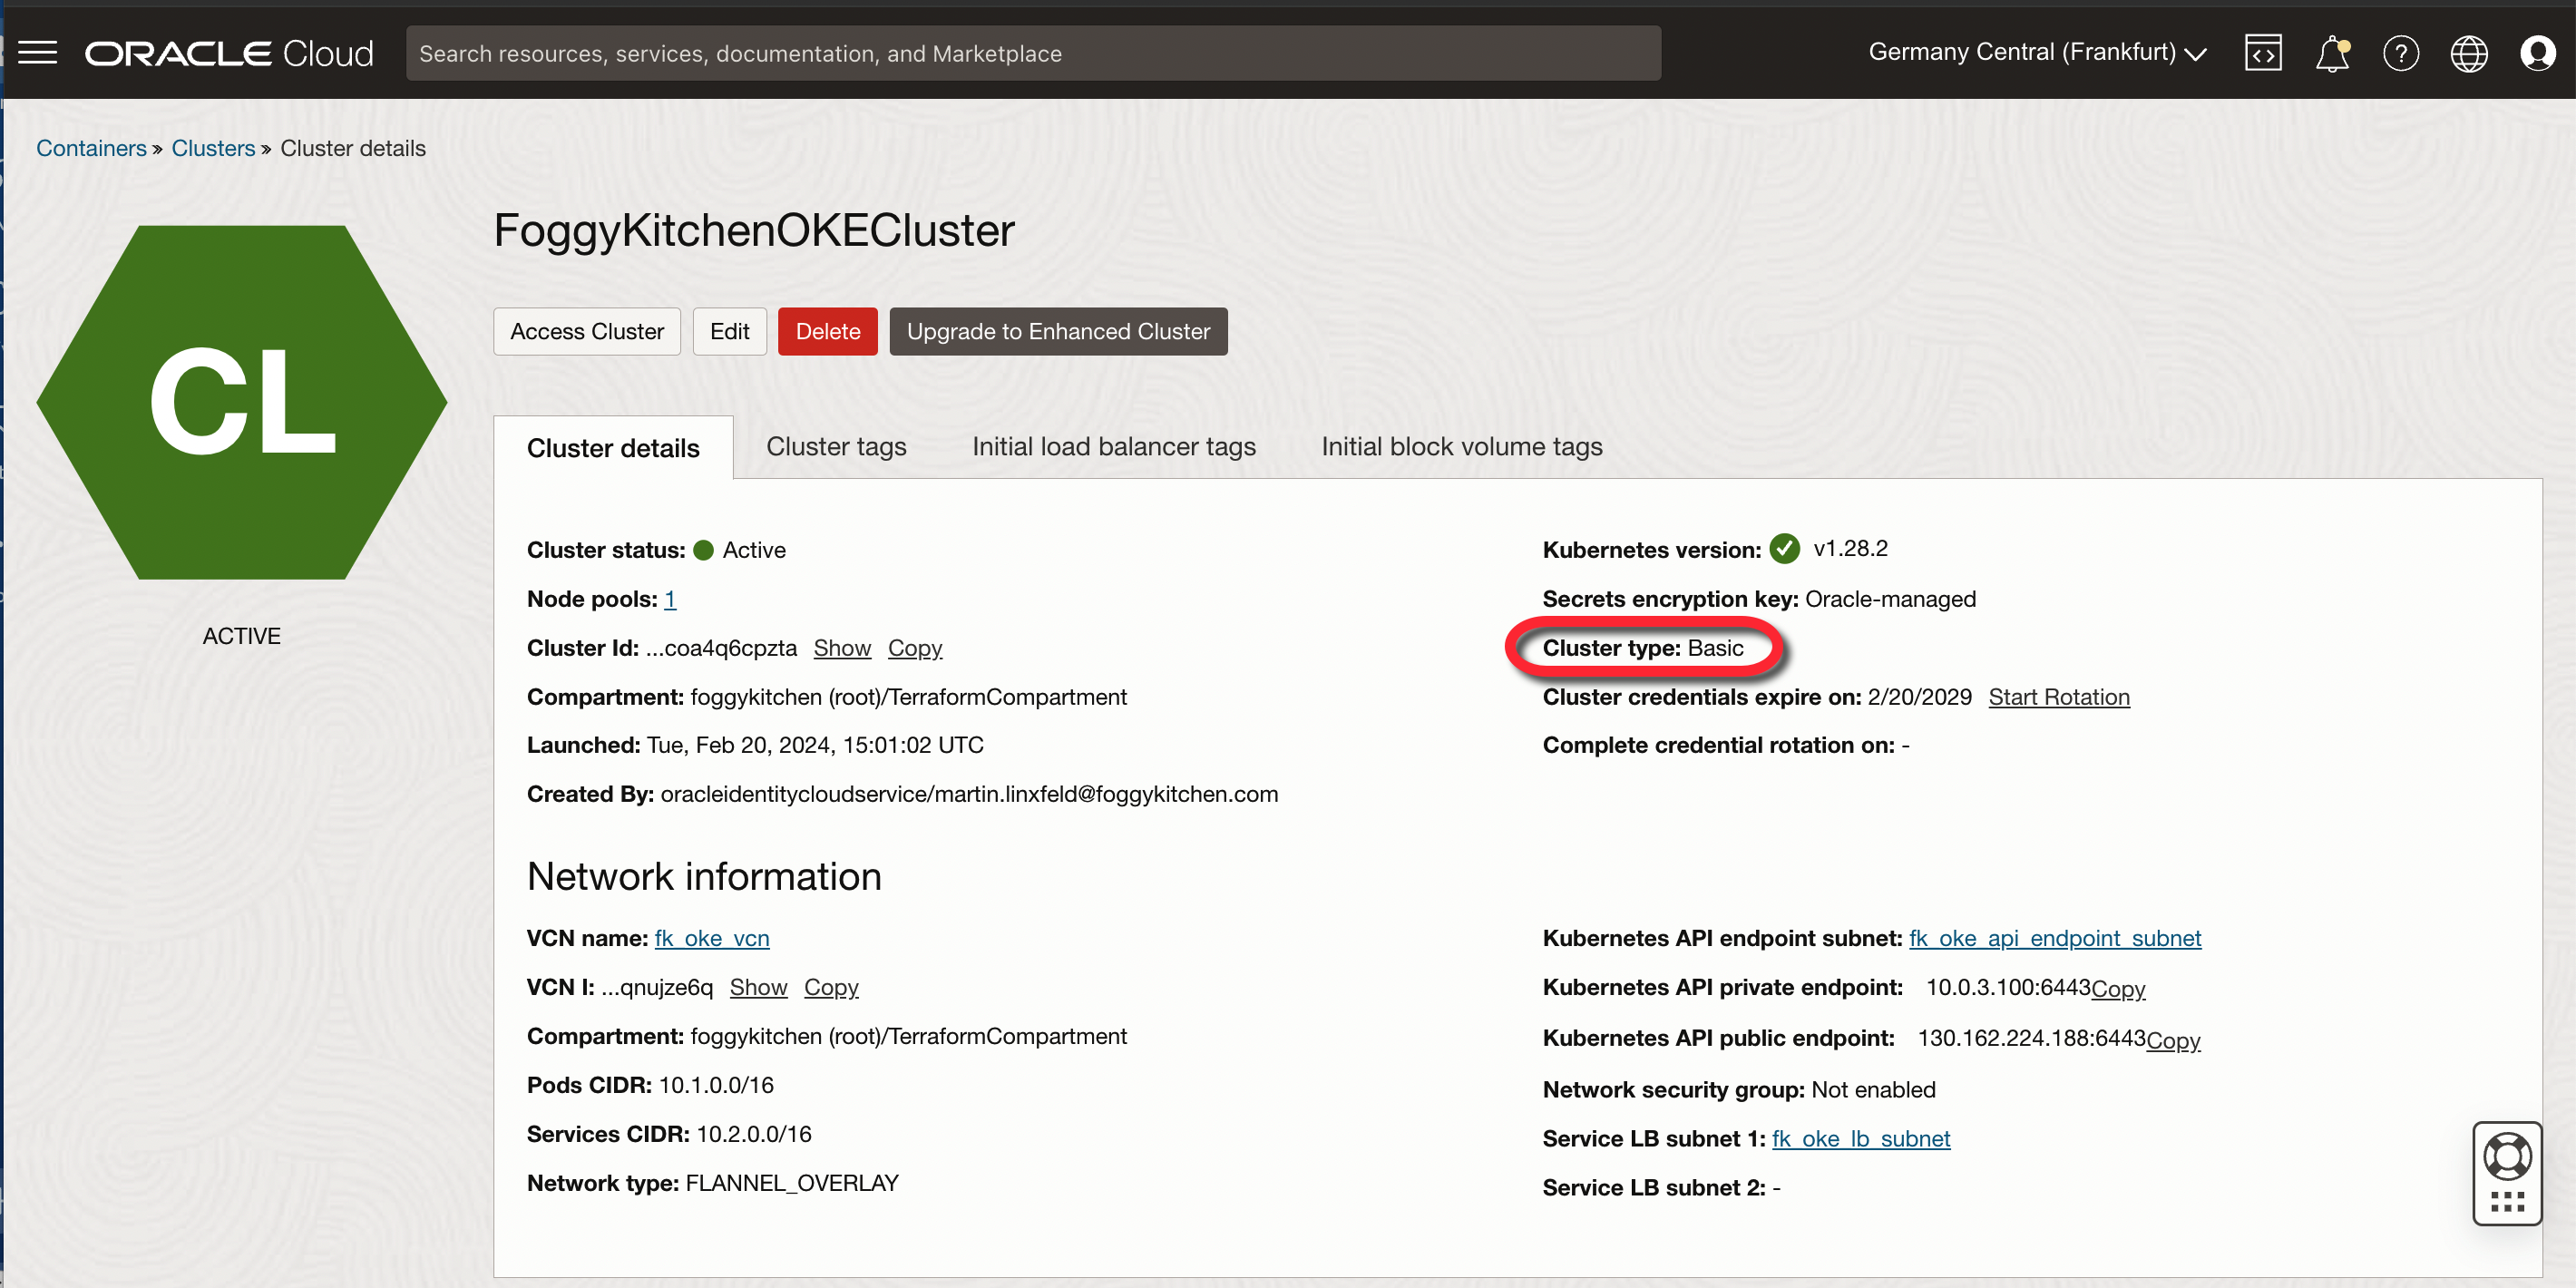 ORACLE Cloud
Search resources, services, documentation, and Marketplace
Germany Central (Frankfurt)
Containers » Clusters » Cluster details
CL
ACTIVE
FoggyKitchenOKECluster
Access Cluster Edit Delete Upgrade to Enhanced Cluster
Cluster details Cluster tags Initial load balancer tags Initial block volume tags
Cluster status: Active
Node pools: 1
Cluster Id: ...coa4q6cpzta Show Copy
Compartment: foggykitchen (root)/TerraformCompartment
Launched: Tue, Feb 20, 2024, 15:01:02 UTC
Created By: oracleidentitycloudservice/martin.linxfeld@foggykitchen.com
Kubernetes version: v1.28.2
Secrets encryption key: Oracle-managed
Cluster type: Basic
Cluster credentials expire on: 2/20/2029 Start Rotation
Complete credential rotation on: -
Network information
VCN name: fk_oke_vcn
VCN I: ...qnujze6q Show Copy
Compartment: foggykitchen (root)/TerraformCompartment
Pods CIDR: 10.1.0.0/16
Services CIDR: 10.2.0.0/16
Network type: FLANNEL_OVERLAY
Kubernetes API endpoint subnet: fk_oke_api_endpoint_subnet
Kubernetes API private endpoint: 10.0.3.100:6443Copy
Kubernetes API public endpoint: 130.162.224.188:6443Copy
Network security group: Not enabled
Service LB subnet 1: fk_oke_lb_subnet
Service LB subnet 2: -